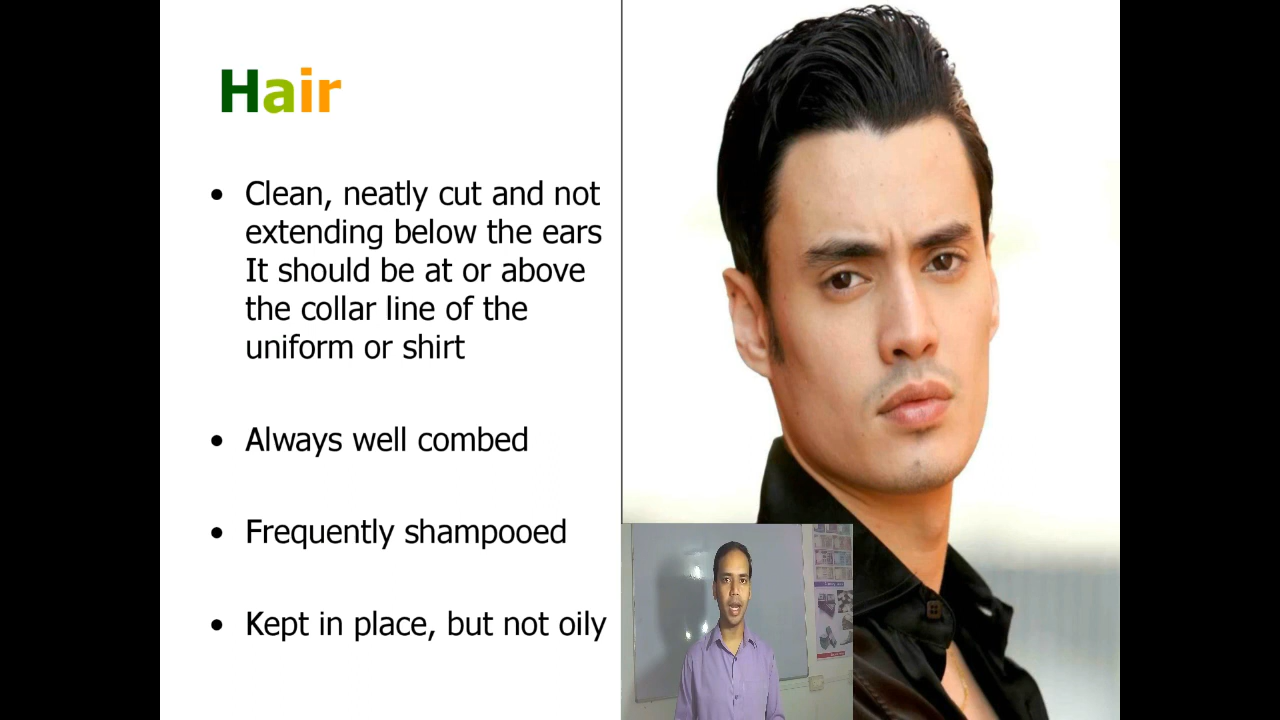 Hair
• Clean, neatly cut and not
extending below the ears
It should be at or above
the collar line of the
uniform or shirt
• Always well combed
• Frequently shampooed
• Kept in place, but not oily